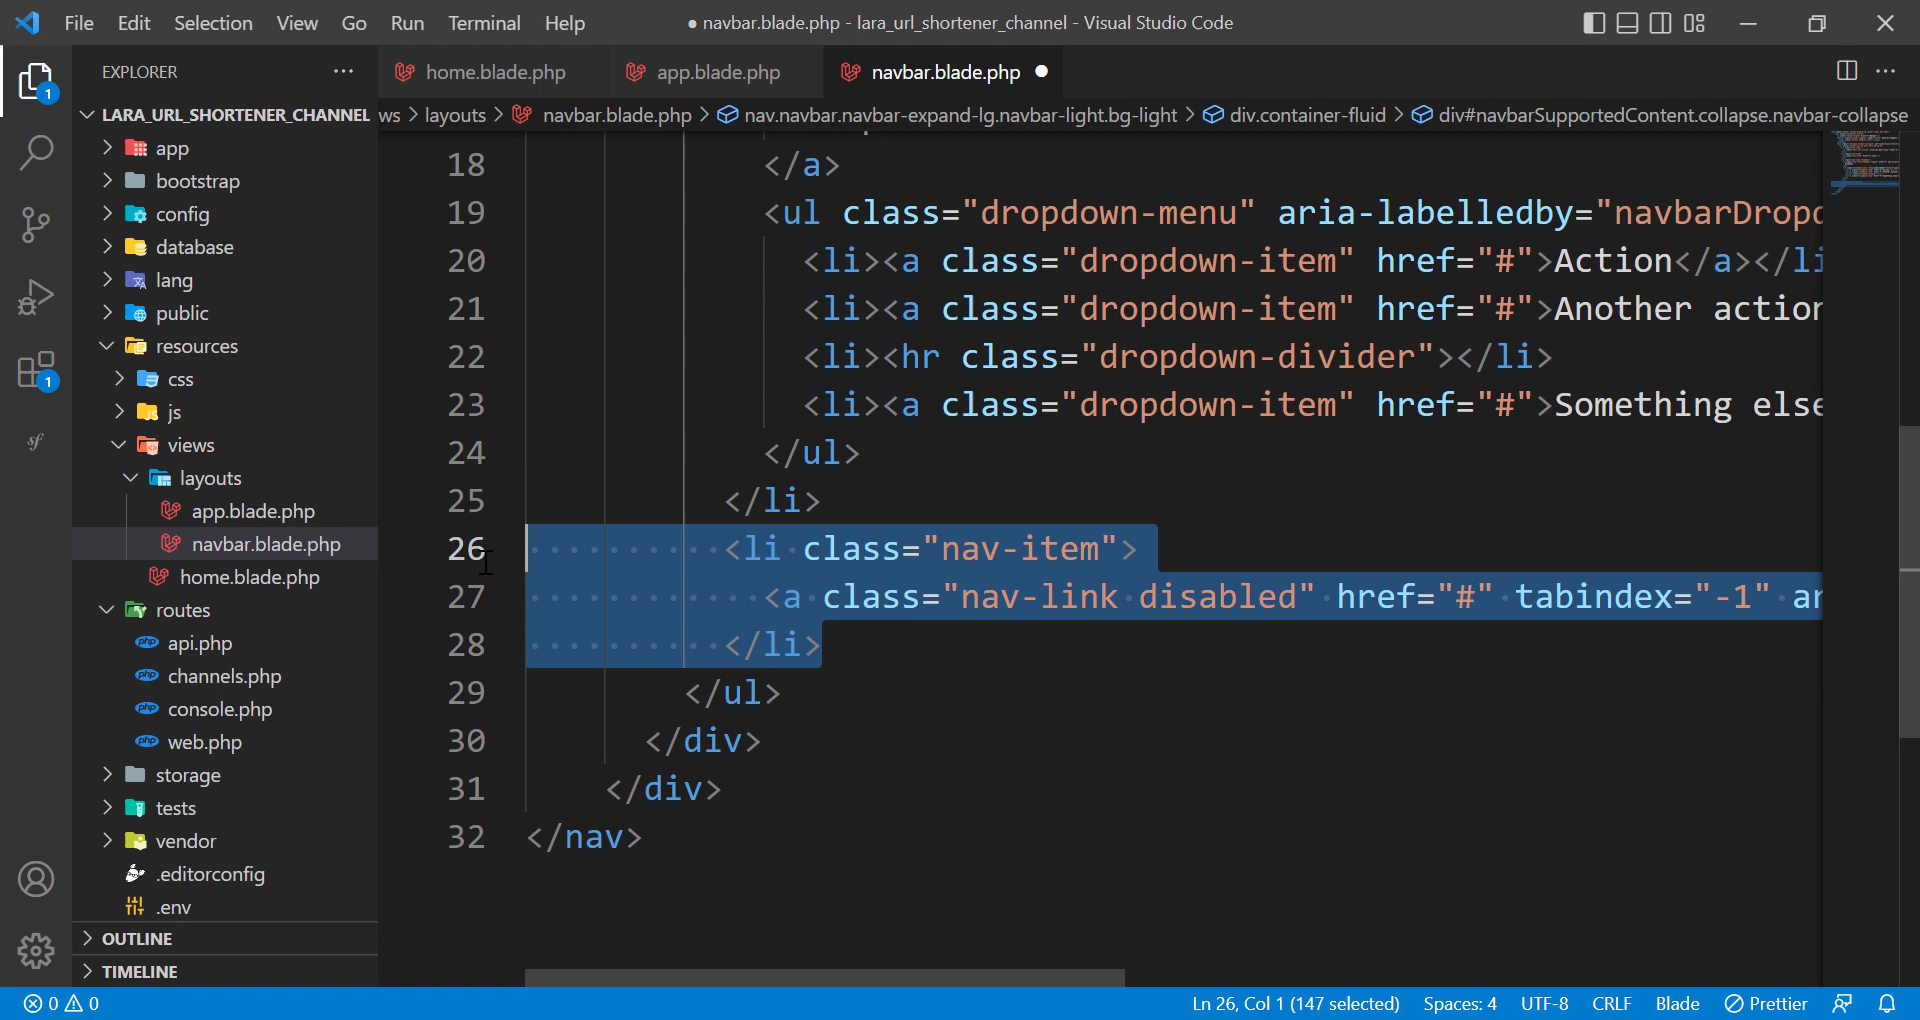 File Edit Selection View Go Run Terminal Help
● navbar.blade.php - lara_url_shortener_channel - Visual Studio Code
EXPLORER
home.blade.php
app.blade.php
navbar.blade.php
LARA_URL_SHORTENER_CHANNEL
ws > layouts > navbar.blade.php > nav.navbar.navbar-expand-lg.navbar-light.bg-light > div.container-fluid > div#navbarSupportedContent.collapse.navbar-collapse
1
app
bootstrap
config
database
lang
public
resources
css
js
views
layouts
app.blade.php
navbar.blade.php
home.blade.php
routes
api.php
channels.php
console.php
web.php
storage
tests
vendor
.editorconfig
.env
OUTLINE
TIMELINE
1
sf
18 </a>
19 <ul class="dropdown-menu" aria-labelledby="navbarDropd
20 <li><a class="dropdown-item" href="#">Action</a></li
21 <li><a class="dropdown-item" href="#">Another action
22 <li><hr class="dropdown-divider"></li>
23 <li><a class="dropdown-item" href="#">Something else
24 </ul>
25 </li>
26 <li class="nav-item">
27 <a class="nav-link disabled" href="#" tabindex="-1" ar
28 </li>
29 </ul>
30 </div>
31 </div>
32 </nav>
0 0
Ln 26, Col 1 (147 selected) Spaces: 4 UTF-8 CRLF Blade Prettier